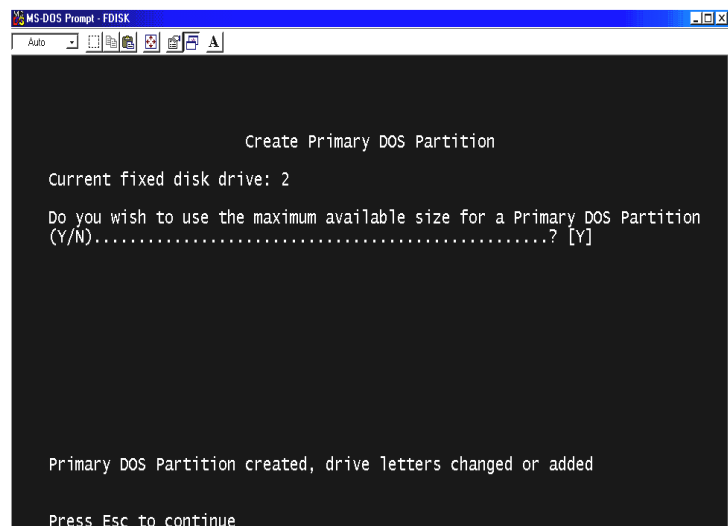 MS-DOS Prompt - FDISK
Auto
A
Create Primary DOS Partition
Current fixed disk drive: 2
Do you wish to use the maximum available size for a Primary DOS Partition
(Y/N)...................................................? [Y]
Primary DOS Partition created, drive letters changed or added
Press Esc to continue